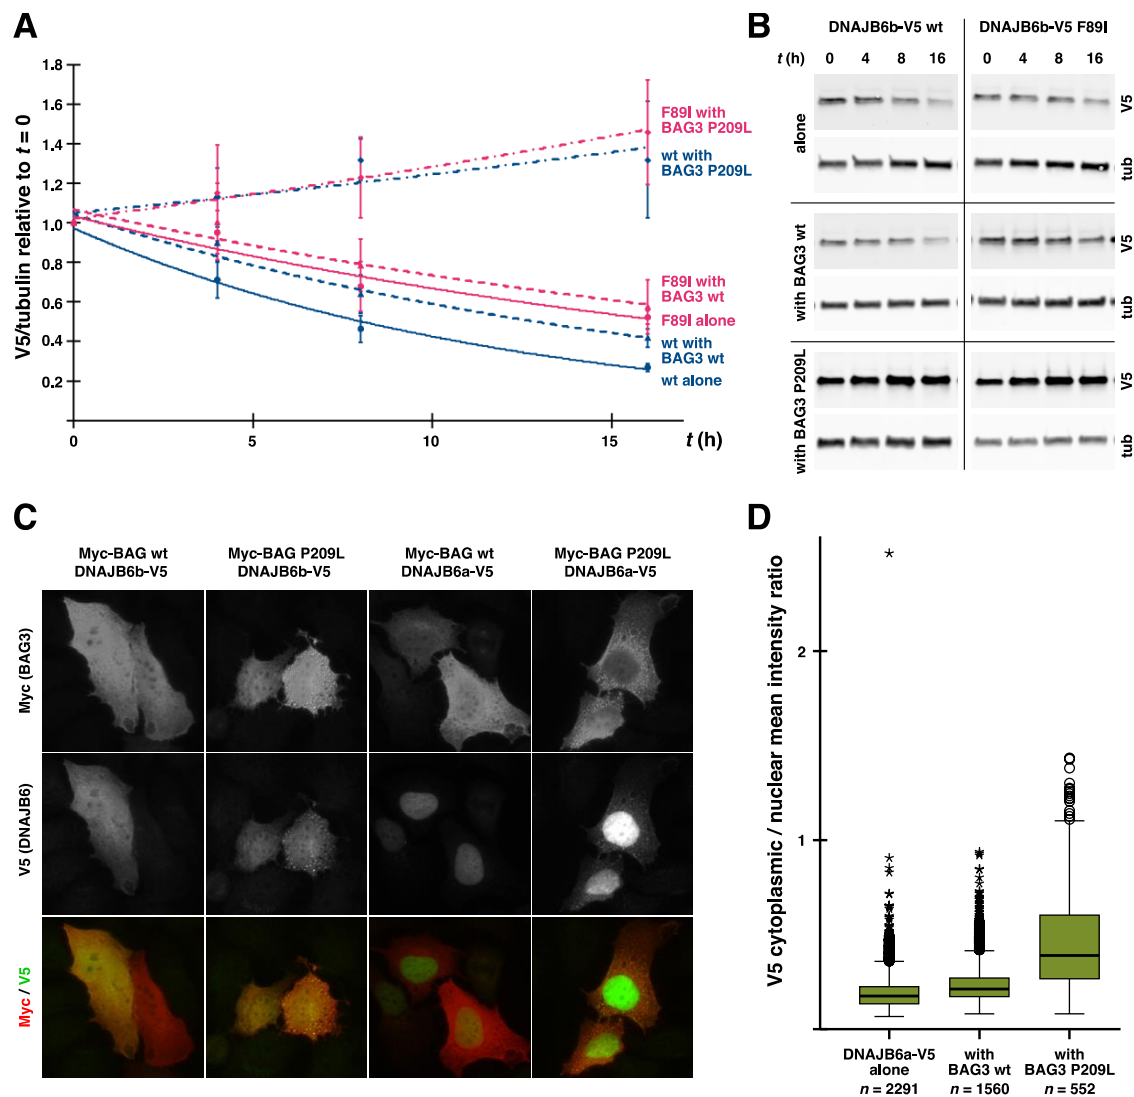 A
V5/tubulin relative to t = 0
1.8
1.6
1.4
1.2
1.0
0.8
0.6
0.4
0.2
0
5
10
15
t (h)
F89I with
BAG3 P209L
wt with
BAG3 P209L
F89I with
BAG3 wt
F89I alone
wt with
BAG3 wt
wt alone
B
DNAJB6b-V5 wt
DNAJB6b-V5 F89I
t (h)
0 4 8 16
0 4 8 16
alone
V5
tub
with BAG3 wt
V5
tub
with BAG3 P209L
V5
tub
C
Myc-BAG wt
DNAJB6b-V5
Myc-BAG P209L
DNAJB6b-V5
Myc-BAG wt
DNAJB6a-V5
Myc-BAG P209L
DNAJB6a-V5
Myc (BAG3)
V5 (DNAJB6)
Myc / V5
D
V5 cytoplasmic / nuclear mean intensity ratio
2
1
DNAJB6a-V5
alone
n = 2291
with
BAG3 wt
n = 1560
with
BAG3 P209L
n = 552